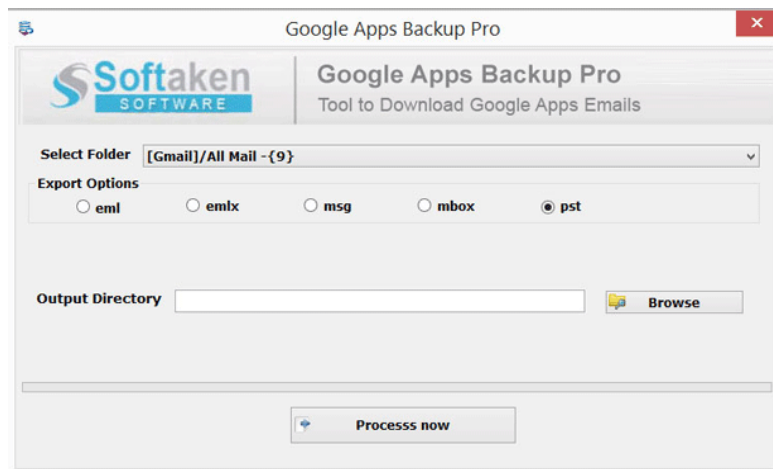 Google Apps Backup Pro
Softaken
SOFTWARE
Google Apps Backup Pro
Tool to Download Google Apps Emails
Select Folder [Gmail]/All Mail -{9}
Export Options
eml emlx msg mbox pst
Output Directory Browse
Processs now